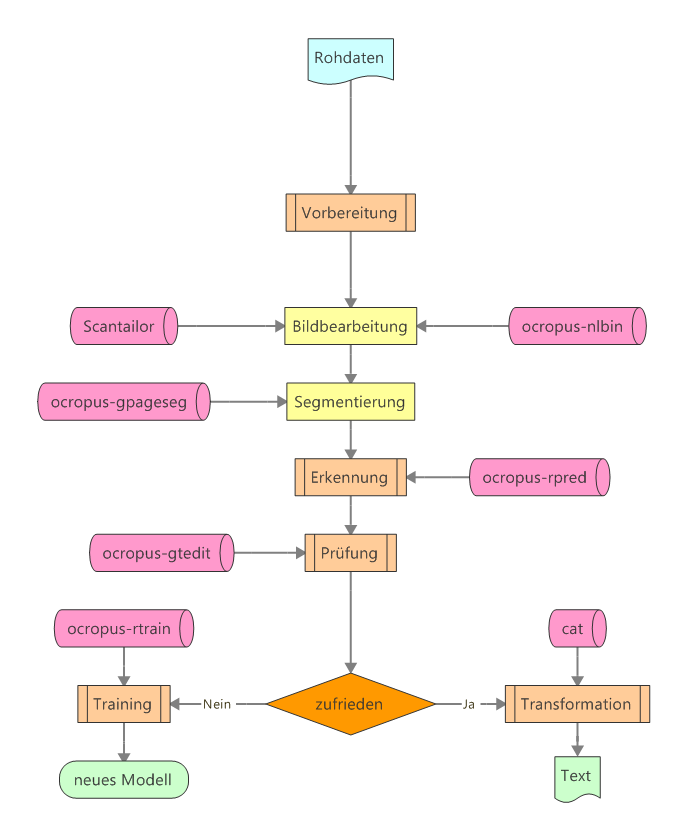 Rohdaten
Vorbereitung
Scantailor
Bildbearbeitung
ocropus-nlbin
ocropus-gpageseg
Segmentierung
Erkennung
ocropus-rpred
ocropus-gtedit
Prüfung
ocropus-rtrain
cat
Training
Nein
zufrieden
Ja
Transformation
neues Modell
Text